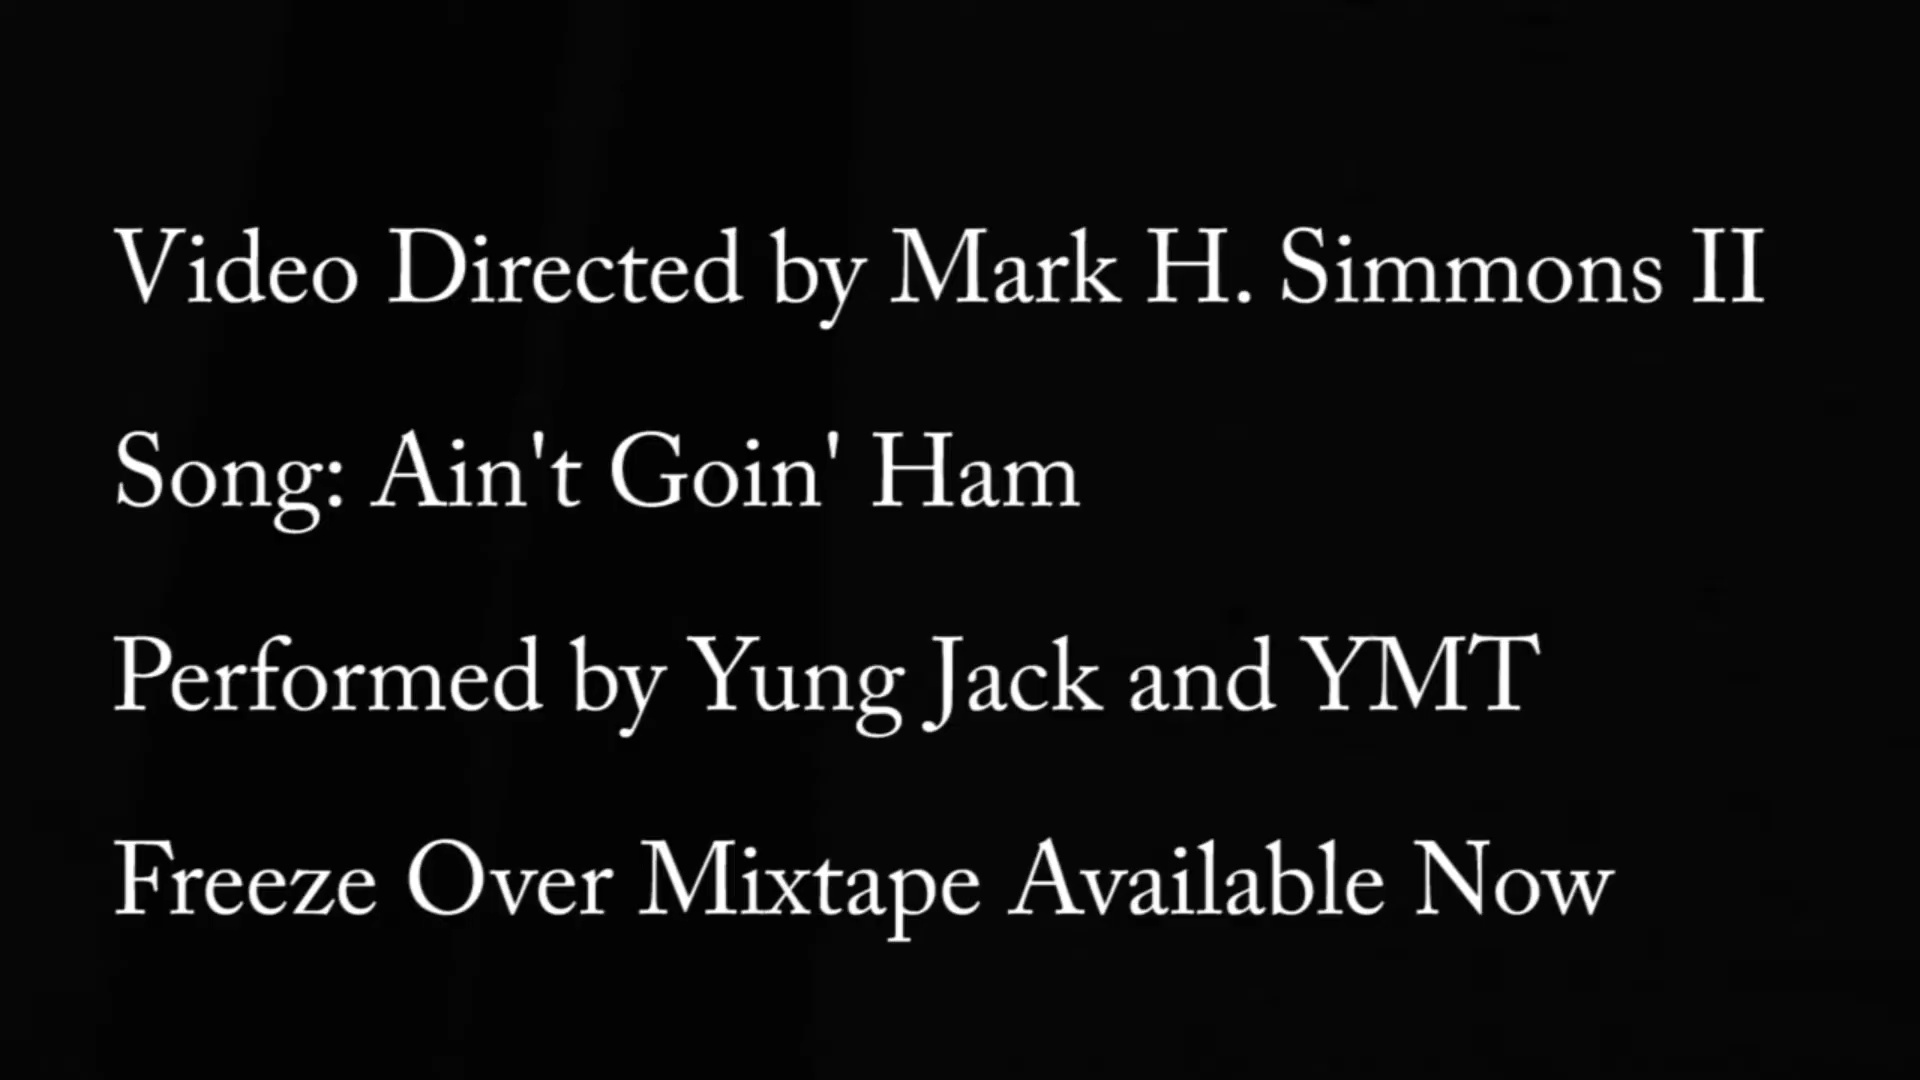 Video Directed by Mark H. Simmons II
Song: Ain't Goin' Ham
Performed by Yung Jack and YMT
Freeze Over Mixtape Available Now